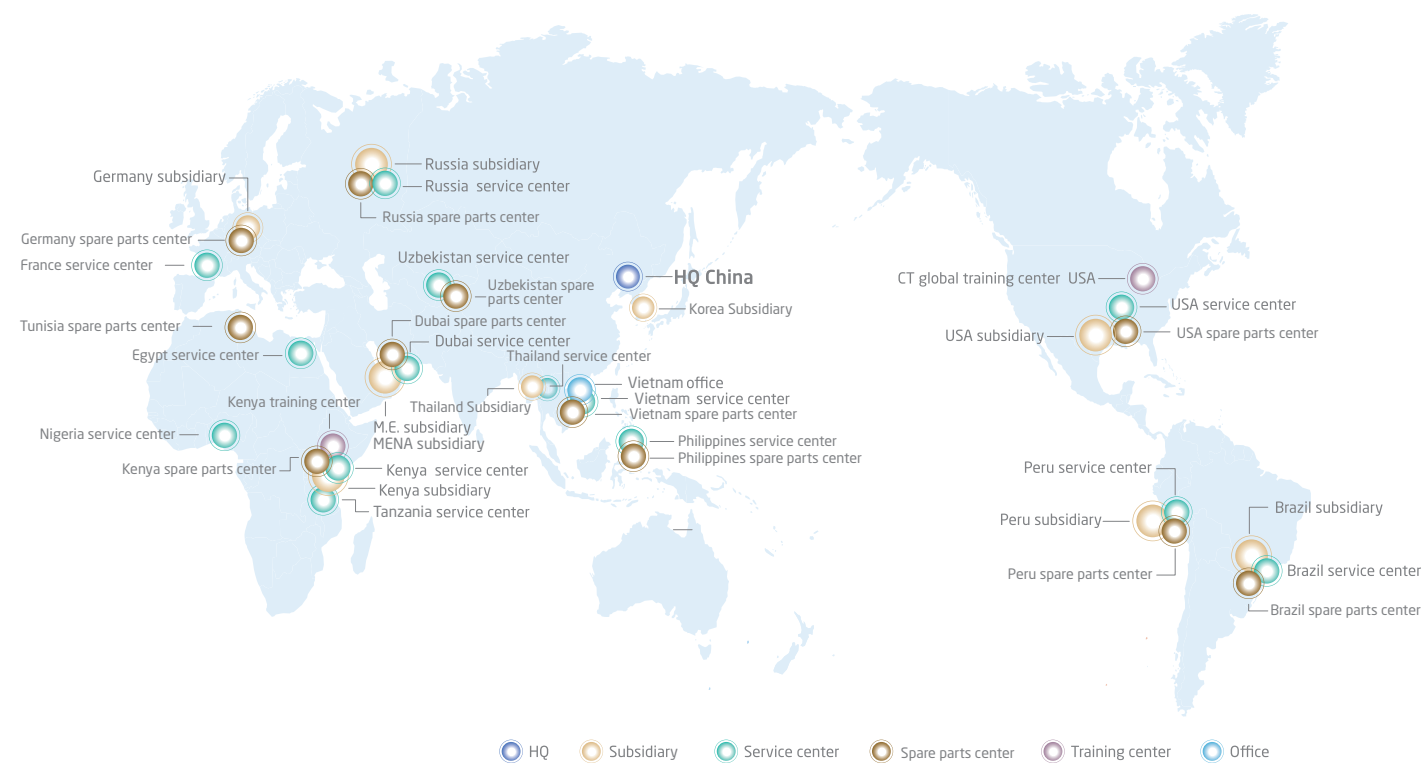 Russia subsidiary
Germany subsidiary
Russia service center
Russia spare parts center
Germany spare parts center
France service center
Uzbekistan service center
HQ China
CT global training center USA
Uzbekistan spare
parts center
USA service center
Korea Subsidiary
Tunisia spare parts center
Dubai spare parts center
USA subsidiary
USA spare parts center
Dubai service center
Egypt service center
Thailand service center
Vietnam office
Kenya training center
Vietnam service center
Thailand Subsidiary
Vietnam spare parts center
M.E. subsidiary
MENA subsidiary
Nigeria service center
Philippines service center
Philippines spare parts center
Kenya spare parts center
Kenya service center
Peru service center
Kenya subsidiary
Tanzania service center
Brazil subsidiary
Peru subsidiary
Peru spare parts center
Brazil service center
Brazil spare parts center
HQ
Subsidiary
Service center
Spare parts center
Training center
Office